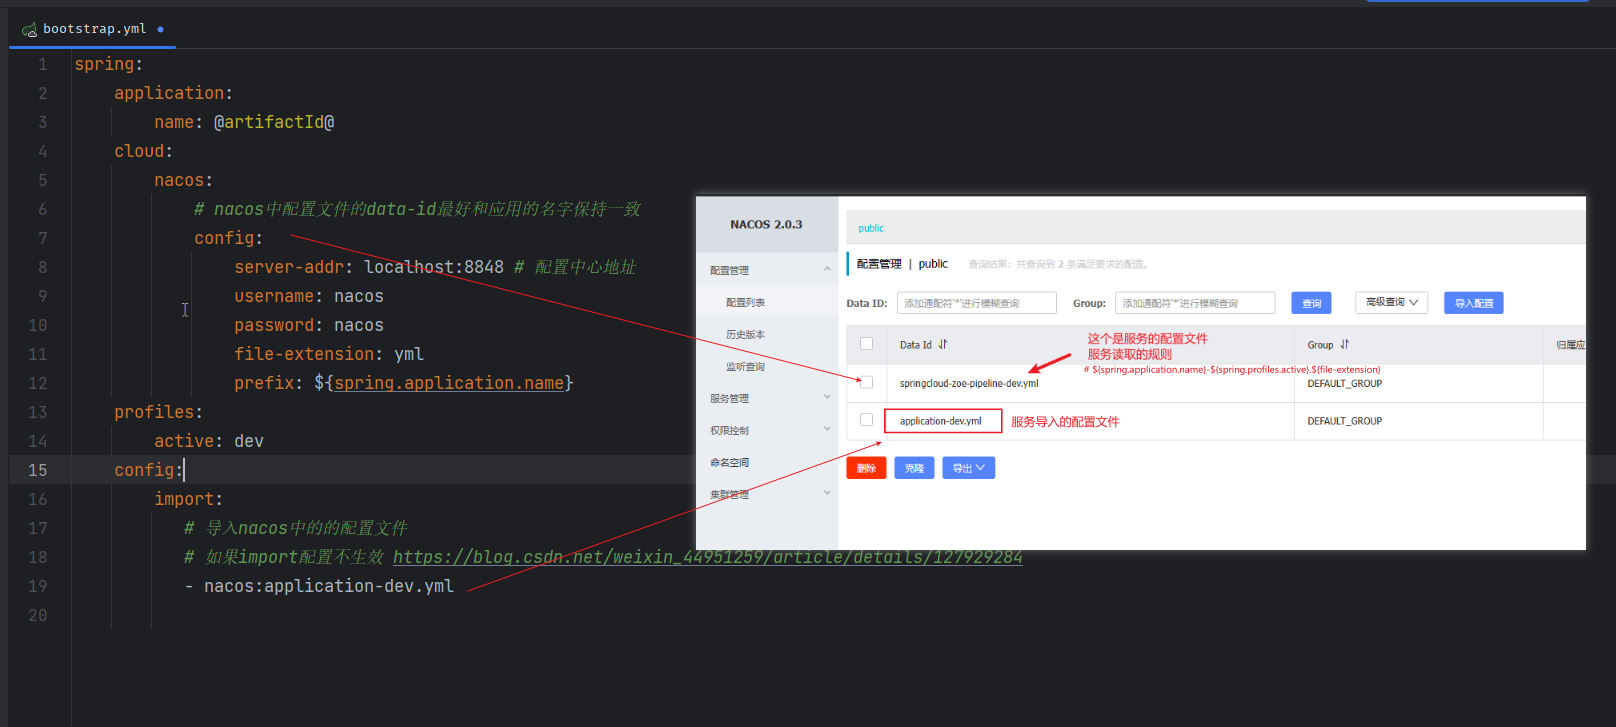 bootstrap.yml
1 spring:
2 application:
3 name: @artifactId@
4 cloud:
5 nacos:
6 # nacos中配置文件的data-id最好和应用的名字保持一致
7 config:
8 server-addr: localhost:8848 # 配置中心地址
9 username: nacos
10 password: nacos
11 file-extension: yml
12 prefix: ${spring.application.name}
13 profiles:
14 active: dev
15 config:
16 import:
17 # 导入nacos中的的配置文件
18 # 如果import配置不生效 https://blog.csdn.net/weixin_44951259/article/details/127929284
19 - nacos:application-dev.yml
20
NACOS 2.0.3
配置管理
配置列表
历史版本
监听查询
服务管理
权限控制
命名空间
集群管理
public
配置管理 | public 查询结果：共查询到 2 条满足要求的配置。
Data ID: 添加通配符'*'进行模糊查询 Group: 添加通配符'*'进行模糊查询 查询 高级查询 导入配置
Data Id Group 归属应
这个是服务的配置文件
服务读取的规则
# ${spring.application.name}-${spring.profiles.active}.${file-extension}
springcloud-zoe-pipeline-dev.yml DEFAULT_GROUP
application-dev.yml 服务导入的配置文件 DEFAULT_GROUP
删除 克隆 导出